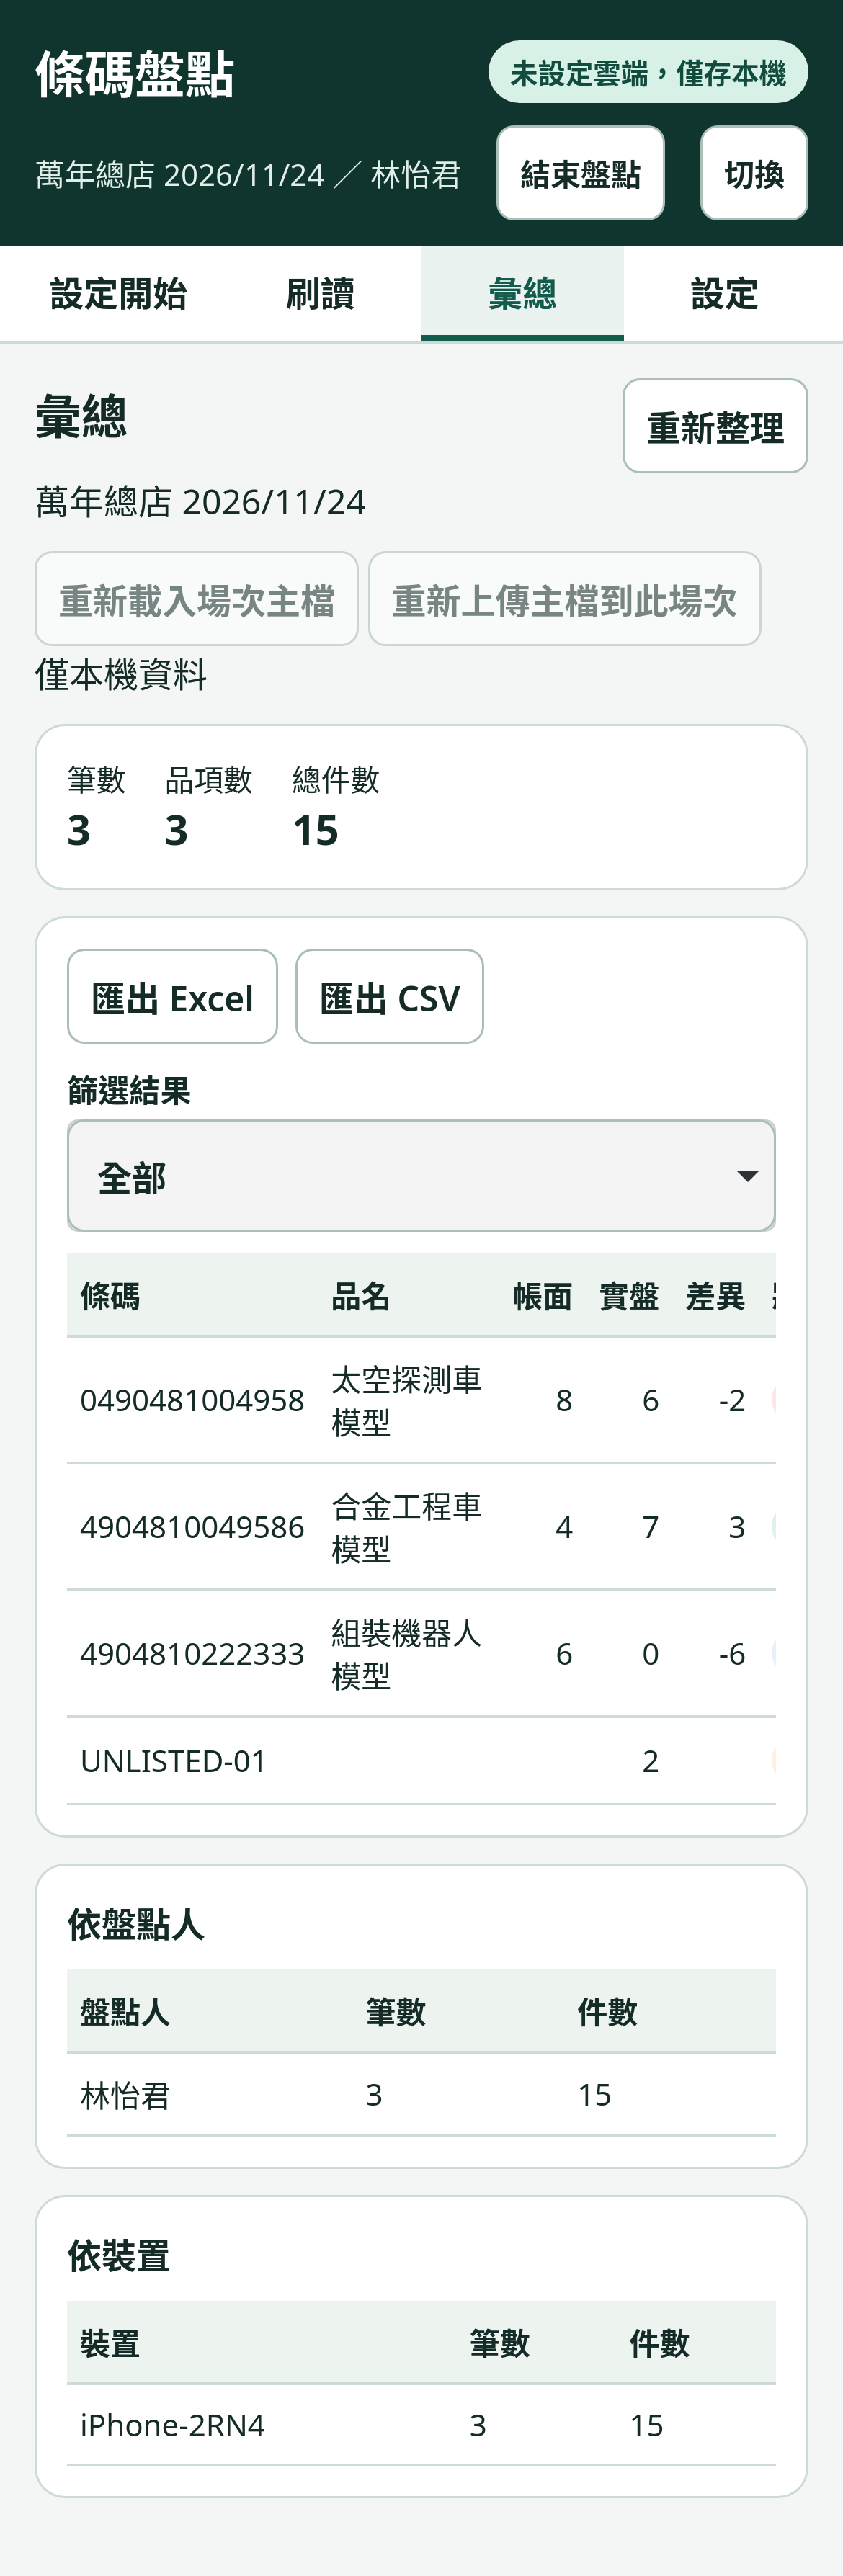 條碼盤點
未設定雲端，僅存本機
萬年總店 2026/11/24 ／ 林怡君
結束盤點
切換
設定開始 刷讀 彙總 設定
彙總
重新整理
萬年總店 2026/11/24
重新載入場次主檔 重新上傳主檔到此場次
僅本機資料
筆數 品項數 總件數
3 3 15
匯出 Excel 匯出 CSV
篩選結果
全部
條碼 品名 帳面 實盤 差異
0490481004958 太空探測車模型 8 6 -2
4904810049586 合金工程車模型 4 7 3
4904810222333 組裝機器人模型 6 0 -6
UNLISTED-01 2
依盤點人
盤點人 筆數 件數
林怡君 3 15
依裝置
裝置 筆數 件數
iPhone-2RN4 3 15